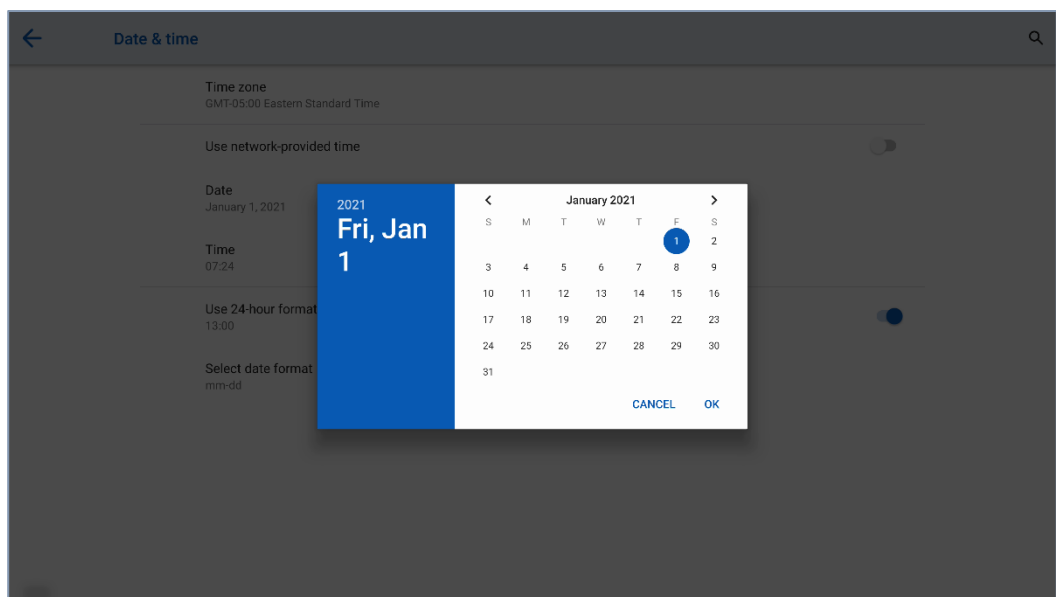 Date & time
Time zone
GMT-05:00 Eastern Standard Time
Use network-provided time
Date
January 1, 2021
Time
07:24
Use 24-hour format
13:00
Select date format
mm-dd
2021
Fri, Jan
1
January 2021
S M T W T F S
1 2
3 4 5 6 7 8 9
10 11 12 13 14 15 16
17 18 19 20 21 22 23
24 25 26 27 28 29 30
31
CANCEL OK